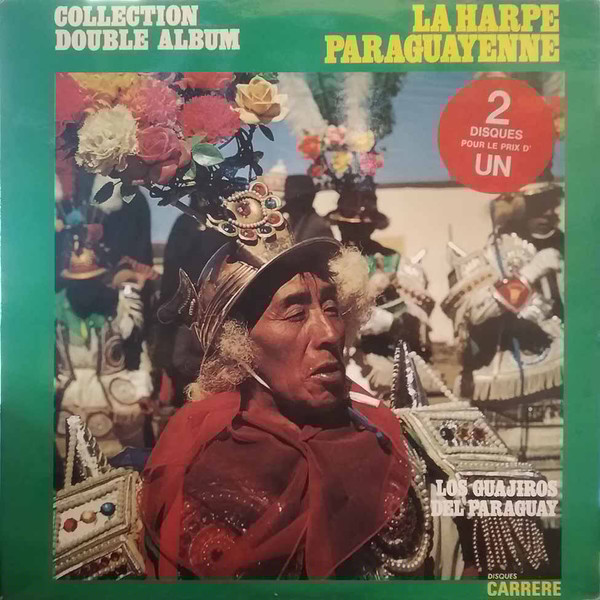 COLLECTION
DOUBLE ALBUM
LA HARPE
PARAGUAYENNE
2
DISQUES
POUR LE PRIX D'
UN
LOS GUAJIROS
DEL PARAGUAY
DISQUES
CARRERE